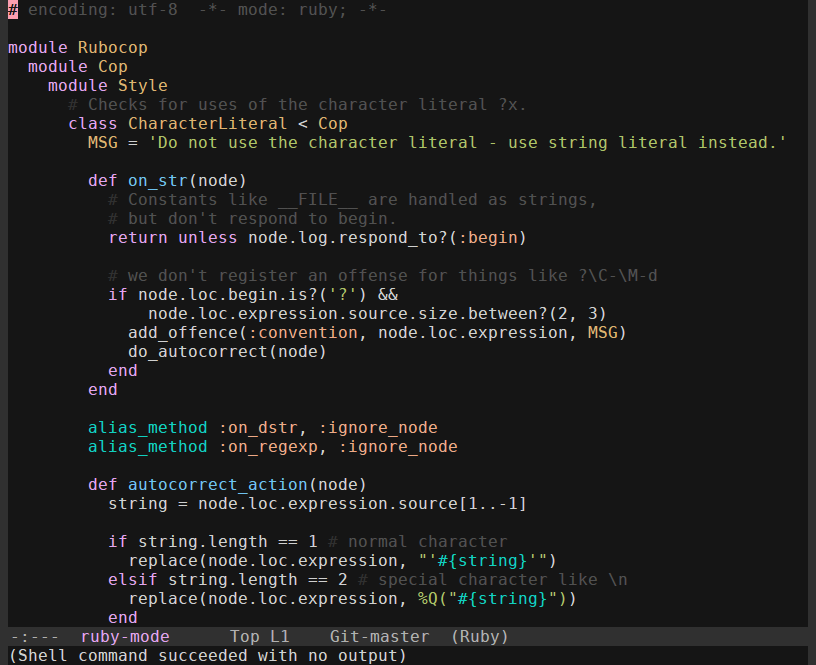 # encoding: utf-8  -*- mode: ruby; -*-

module Rubocop
  module Cop
    module Style
      # Checks for uses of the character literal ?x.
      class CharacterLiteral < Cop
        MSG = 'Do not use the character literal - use string literal instead.'

        def on_str(node)
          # Constants like __FILE__ are handled as strings,
          # but don't respond to begin.
          return unless node.log.respond_to?(:begin)

          # we don't register an offense for things like ?\C-\M-d
          if node.loc.begin.is?('?') &&
              node.loc.expression.source.size.between?(2, 3)
            add_offence(:convention, node.loc.expression, MSG)
            do_autocorrect(node)
          end
        end

        alias_method :on_dstr, :ignore_node
        alias_method :on_regexp, :ignore_node

        def autocorrect_action(node)
          string = node.loc.expression.source[1..-1]

          if string.length == 1 # normal character
            replace(node.loc.expression, "'#{string}'")
          elsif string.length == 2 # special character like \n
            replace(node.loc.expression, %Q("#{string}"))
          end
-:---  ruby-mode      Top L1    Git-master  (Ruby)
(Shell command succeeded with no output)